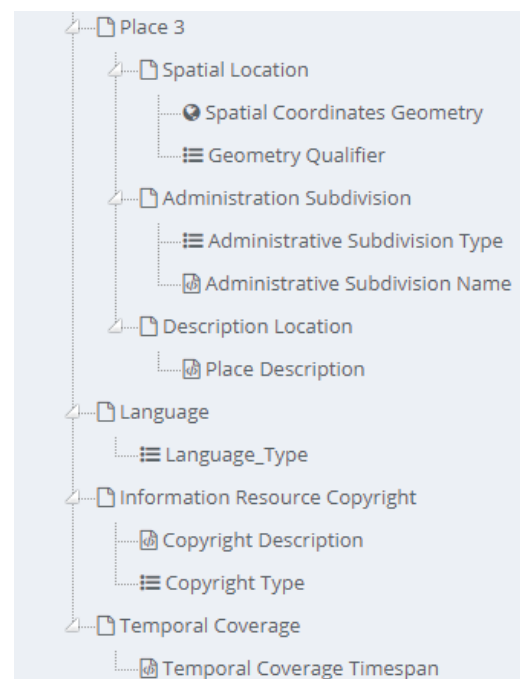 Place 3
Spatial Location
Spatial Coordinates Geometry
Geometry Qualifier
Administration Subdivision
Administrative Subdivision Type
Administrative Subdivision Name
Description Location
Place Description
Language
Language_Type
Information Resource Copyright
Copyright Description
Copyright Type
Temporal Coverage
Temporal Coverage Timespan